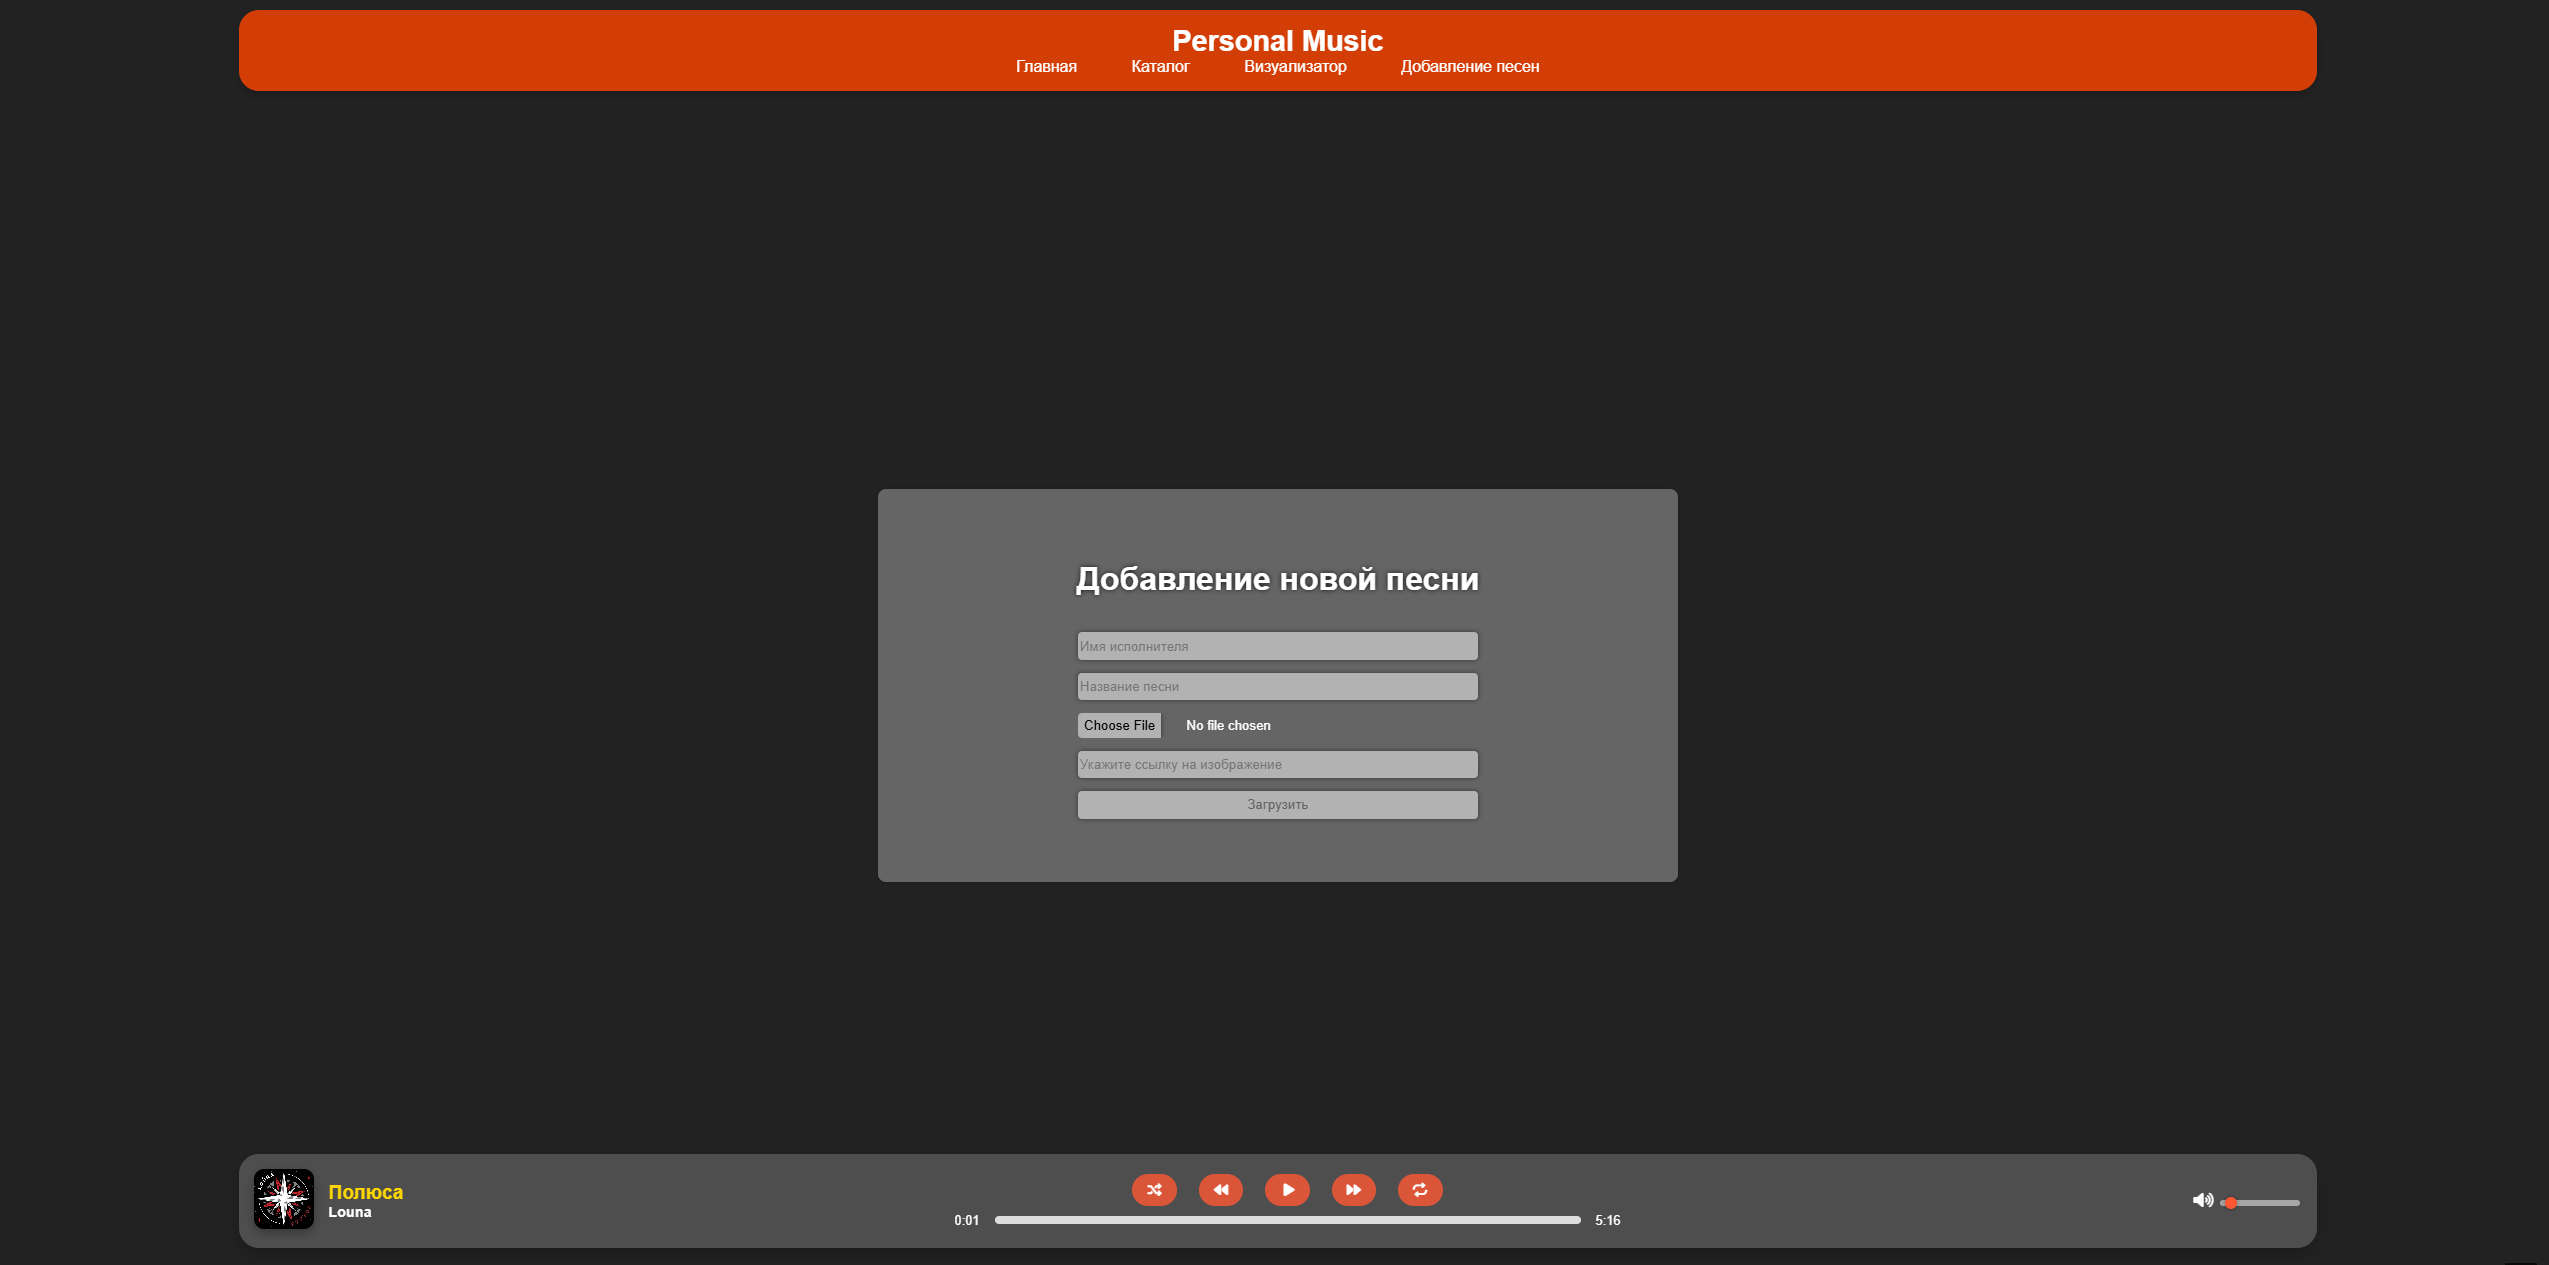 Personal Music
Главная Каталог Визуализатор Добавление песен
Добавление новой песни
Имя исполнителя
Название песни
Choose File No file chosen
Укажите ссылку на изображение
Загрузить
Полюса
Louna
0:01 5:16